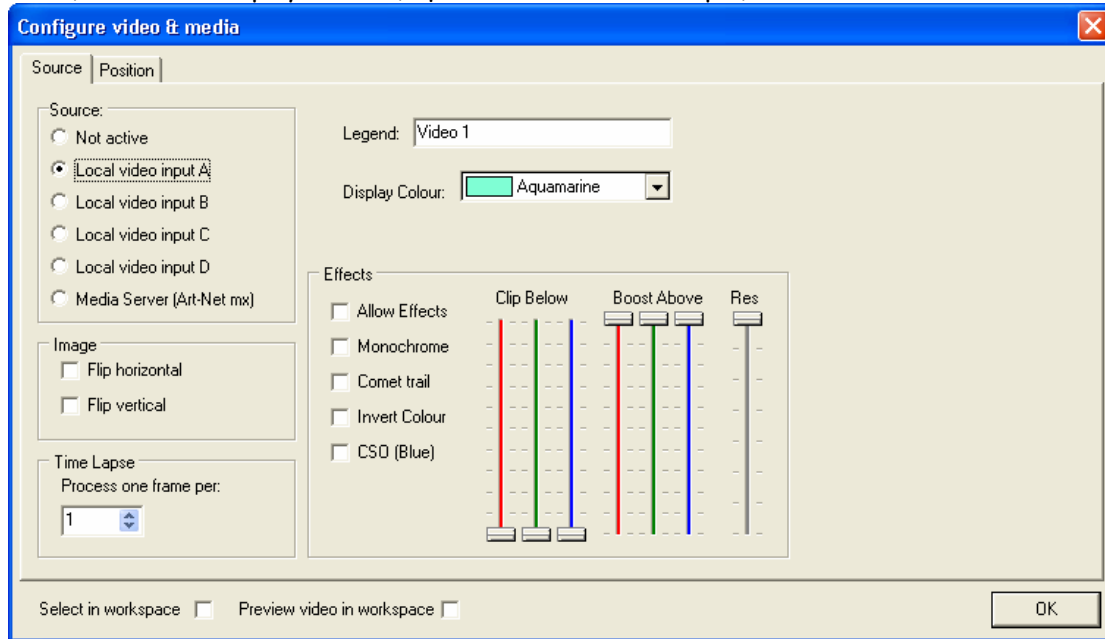 Configure video & media
Source Position
Source:
Not active
Local video input A
Local video input B
Local video input C
Local video input D
Media Server (Art-Net mx)
Legend: Video 1
Display Colour: Aquamarine
Image
Flip horizontal
Flip vertical
Time Lapse
Process one frame per:
1
Effects
Allow Effects
Monochrome
Comet trail
Invert Colour
CSO (Blue)
Clip Below Boost Above Res
Select in workspace Preview video in workspace OK